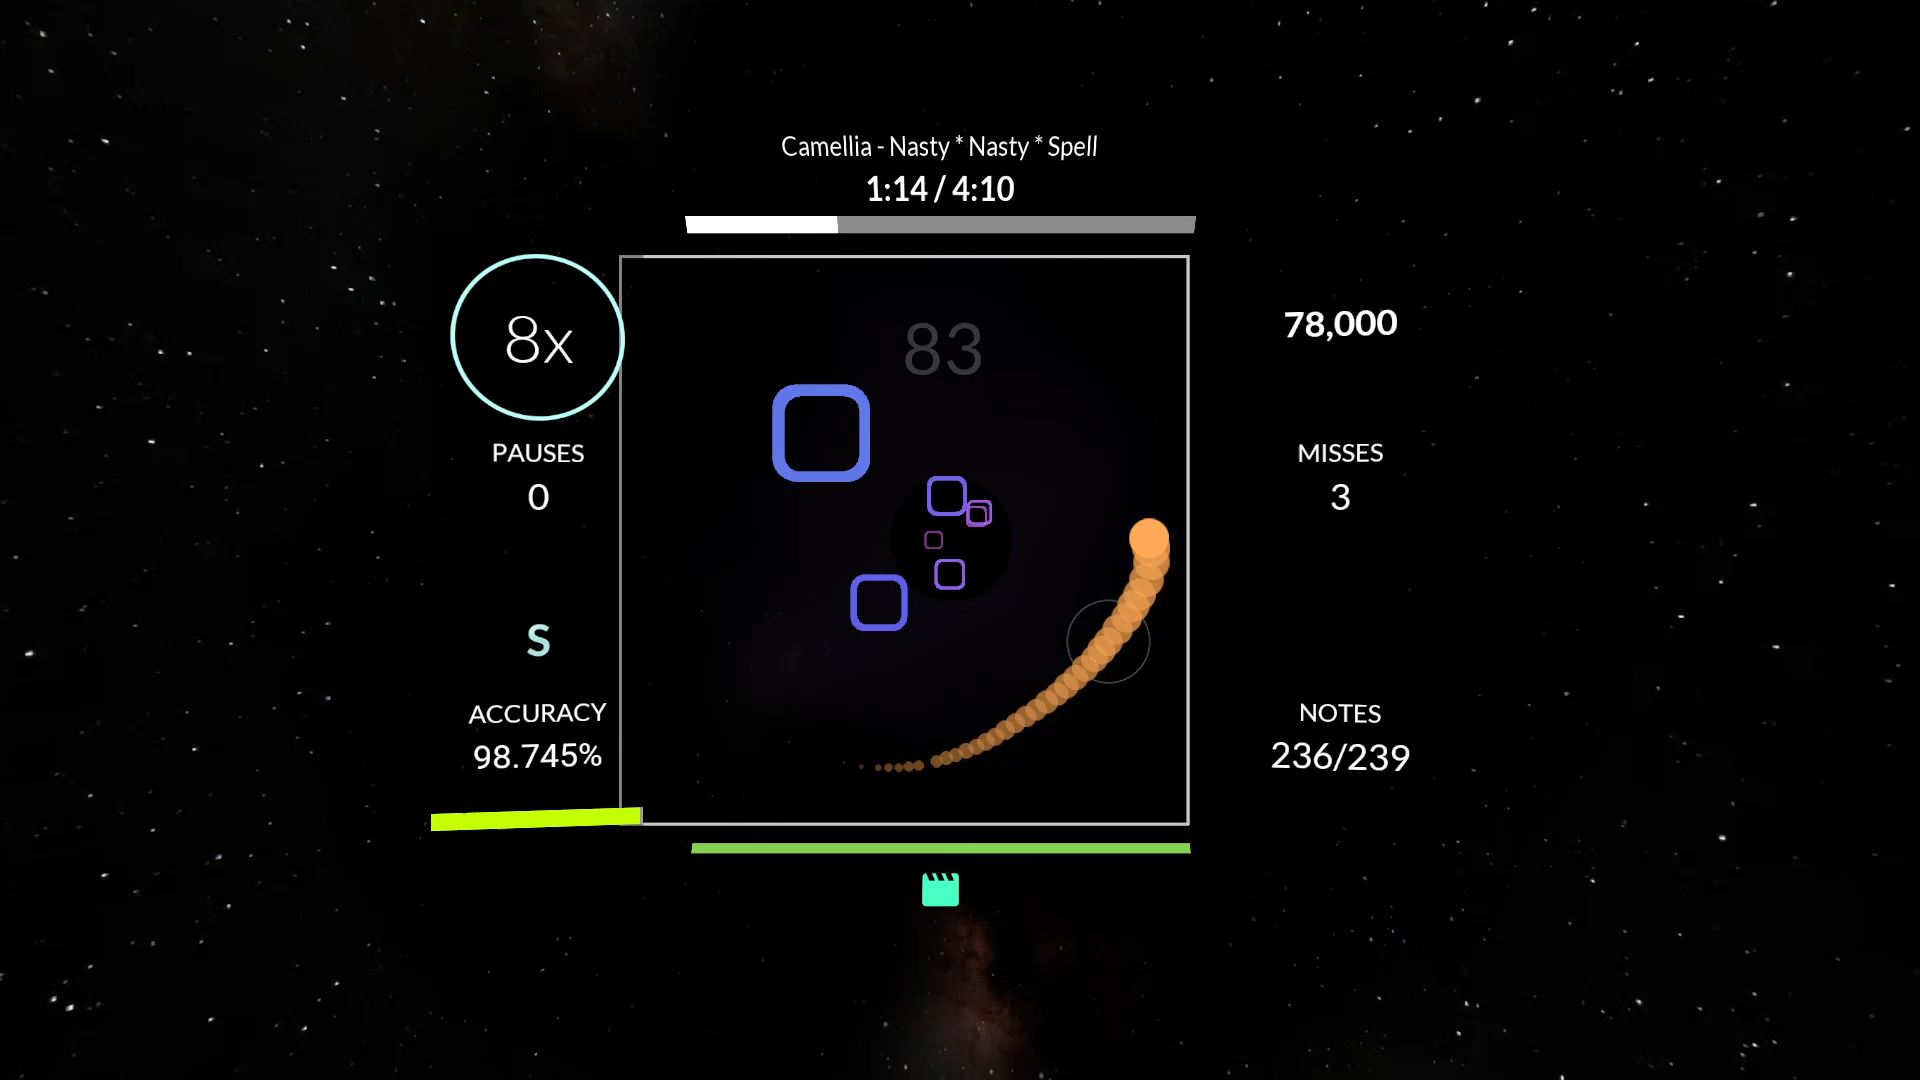 Camellia - Nasty * Nasty * Spell
1:14 / 4:10
8x
83
78,000
PAUSES
0
MISSES
3
S
ACCURACY
98.745%
NOTES
236/239